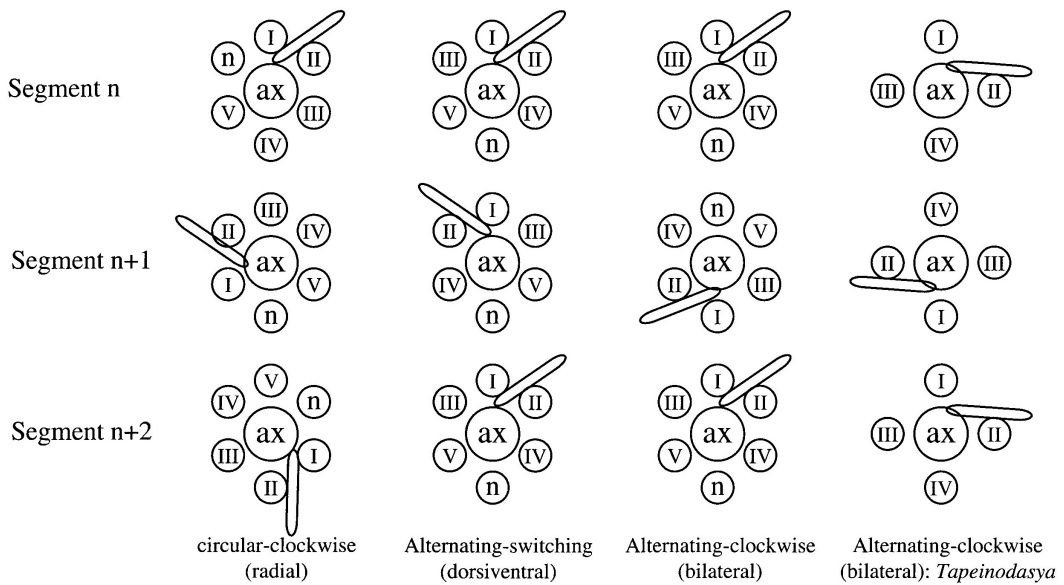 I I I I
n II III II III II
Segment n ax ax ax III ax II
V III V IV V IV
IV n n IV
III I n IV
II IV II III IV V
Segment n+1 ax ax ax II ax III
I V IV V II III
n n I I
V I I I
IV n III II III II
Segment n+2 ax ax ax III ax II
III I V IV V IV
II n n IV
circular-clockwise Alternating-switching Alternating-clockwise Alternating-clockwise
(radial) (dorsiventral) (bilateral) (bilateral): Tapeinodasya